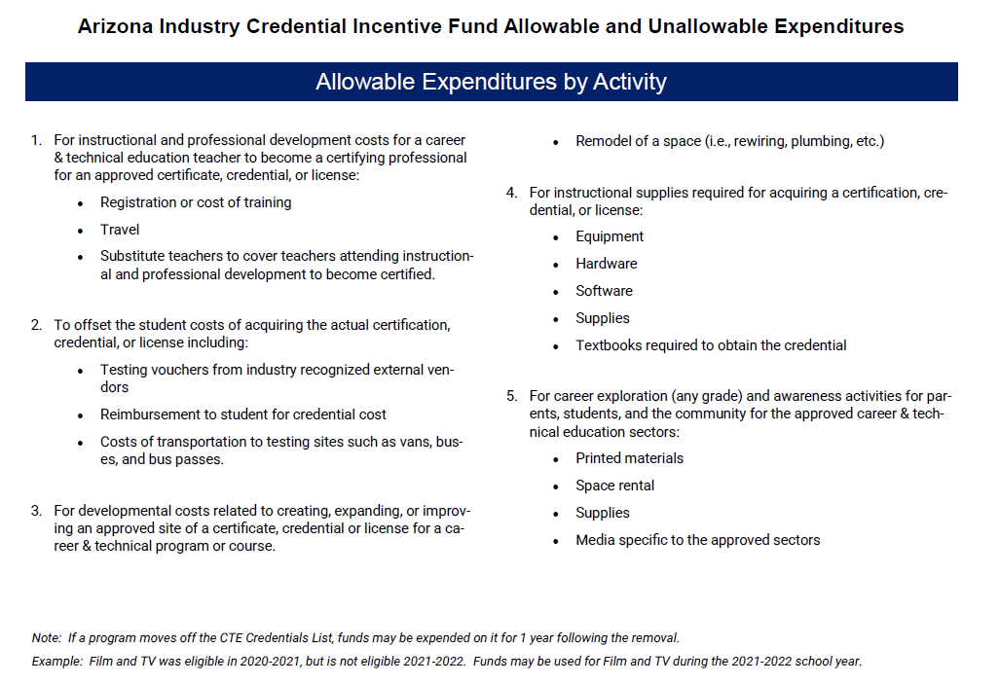 Arizona Industry Credential Incentive Fund Allowable and Unallowable Expenditures
Allowable Expenditures by Activity
1. For instructional and professional development costs for a career
& technical education teacher to become a certifying professional
for an approved certificate, credential, or license:
• Registration or cost of training
• Travel
• Substitute teachers to cover teachers attending instruction-
al and professional development to become certified.
2. To offset the student costs of acquiring the actual certification,
credential, or license including:
• Testing vouchers from industry recognized external ven-
dors
• Reimbursement to student for credential cost
• Costs of transportation to testing sites such as vans, bus-
es, and bus passes.
3. For developmental costs related to creating, expanding, or improv-
ing an approved site of a certificate, credential or license for a ca-
reer & technical program or course.
• Remodel of a space (i.e., rewiring, plumbing, etc.)
4. For instructional supplies required for acquiring a certification, cre-
dential, or license:
• Equipment
• Hardware
• Software
• Supplies
• Textbooks required to obtain the credential
5. For career exploration (any grade) and awareness activities for par-
ents, students, and the community for the approved career & tech-
nical education sectors:
• Printed materials
• Space rental
• Supplies
• Media specific to the approved sectors
Note: If a program moves off the CTE Credentials List, funds may be expended on it for 1 year following the removal.
Example: Film and TV was eligible in 2020-2021, but is not eligible 2021-2022. Funds may be used for Film and TV during the 2021-2022 school year.